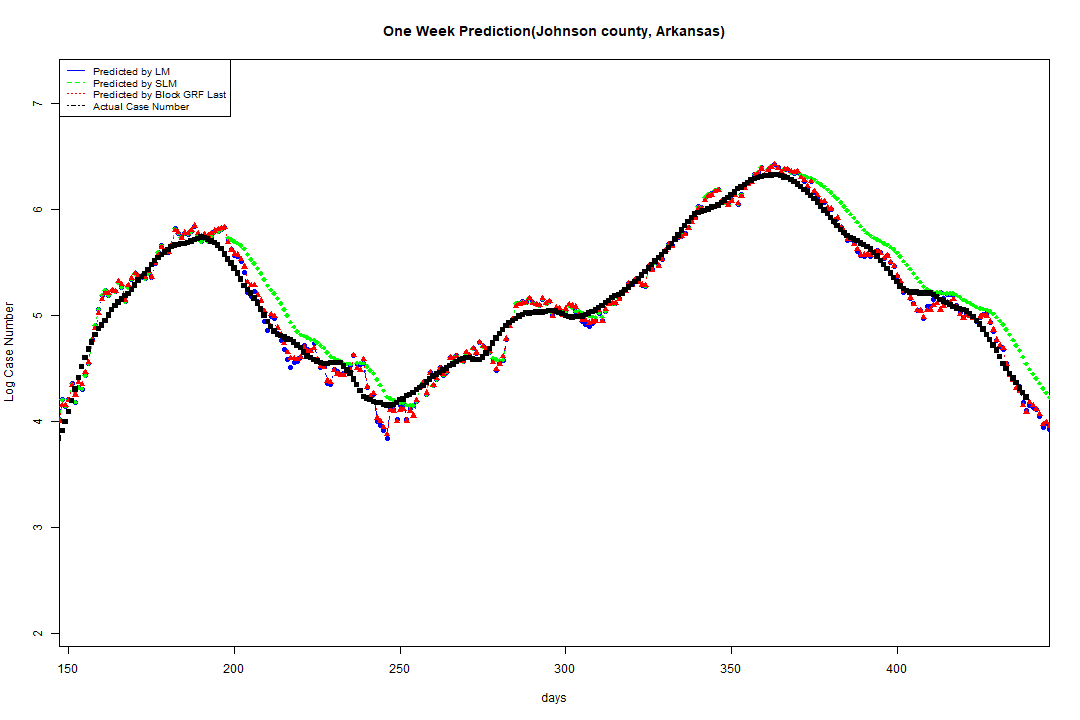 One Week Prediction(Johnson county, Arkansas)
Predicted by LM
Predicted by SLM
Predicted by Block GRF Last
Actual Case Number
7
6
5
4
3
2
Log Case Number
150 200 250 300 350 400
days